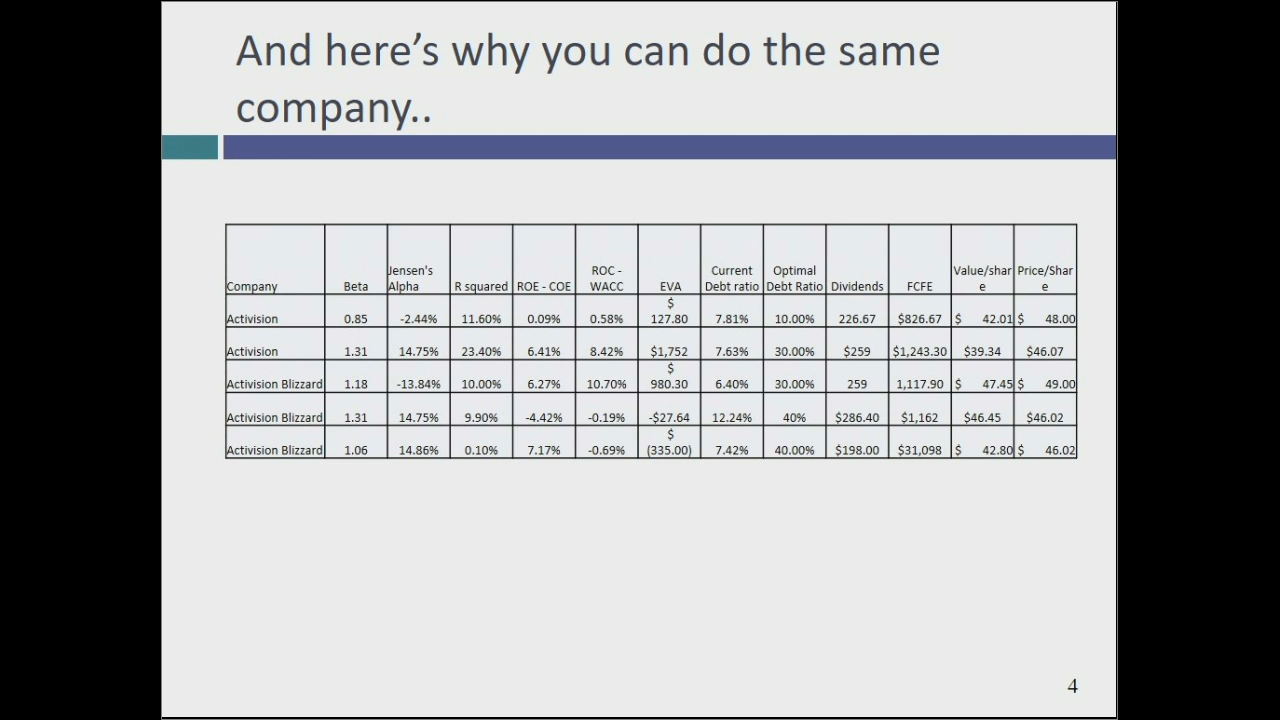 And here’s why you can do the same
company..
Company Beta Jensen's Alpha R squared ROE - COE ROC - WACC EVA Current Debt ratio Optimal Debt Ratio Dividends FCFE Value/share Price/Share
Activision 0.85 -2.44% 11.60% 0.09% 0.58% $ 127.80 7.81% 10.00% 226.67 $826.67 $ 42.01 $ 48.00
Activision 1.31 14.75% 23.40% 6.41% 8.42% $1,752 7.63% 30.00% $259 $1,243.30 $39.34 $46.07
Activision Blizzard 1.18 -13.84% 10.00% 6.27% 10.70% $ 980.30 6.40% 30.00% 259 1,117.90 $ 47.45 $ 49.00
Activision Blizzard 1.31 14.75% 9.90% -4.42% -0.19% -$27.64 12.24% 40% $286.40 $1,162 $46.45 $46.02
Activision Blizzard 1.06 14.86% 0.10% 7.17% -0.69% $ (335.00) 7.42% 40.00% $198.00 $31,098 $ 42.80 $ 46.02
4